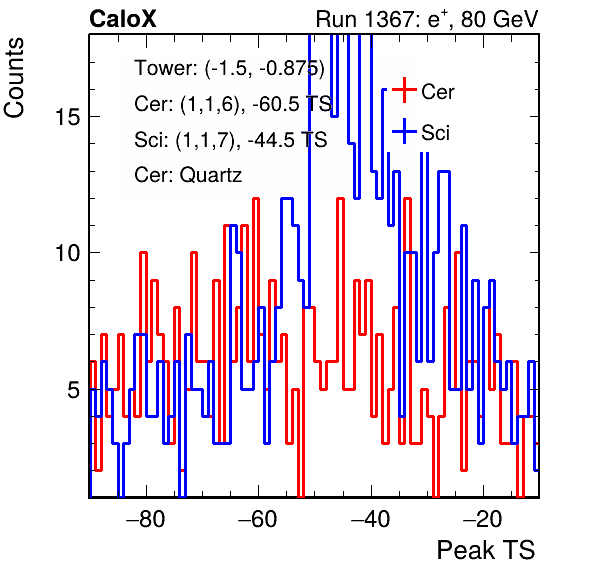 CaloX Run 1367: e+, 80 GeV
Counts
Tower: (-1.5, -0.875)
Cer: (1,1,6), -60.5 TS
Sci: (1,1,7), -44.5 TS
Cer: Quartz
Cer
Sci
15
10
5
−80 −60 −40 −20
Peak TS